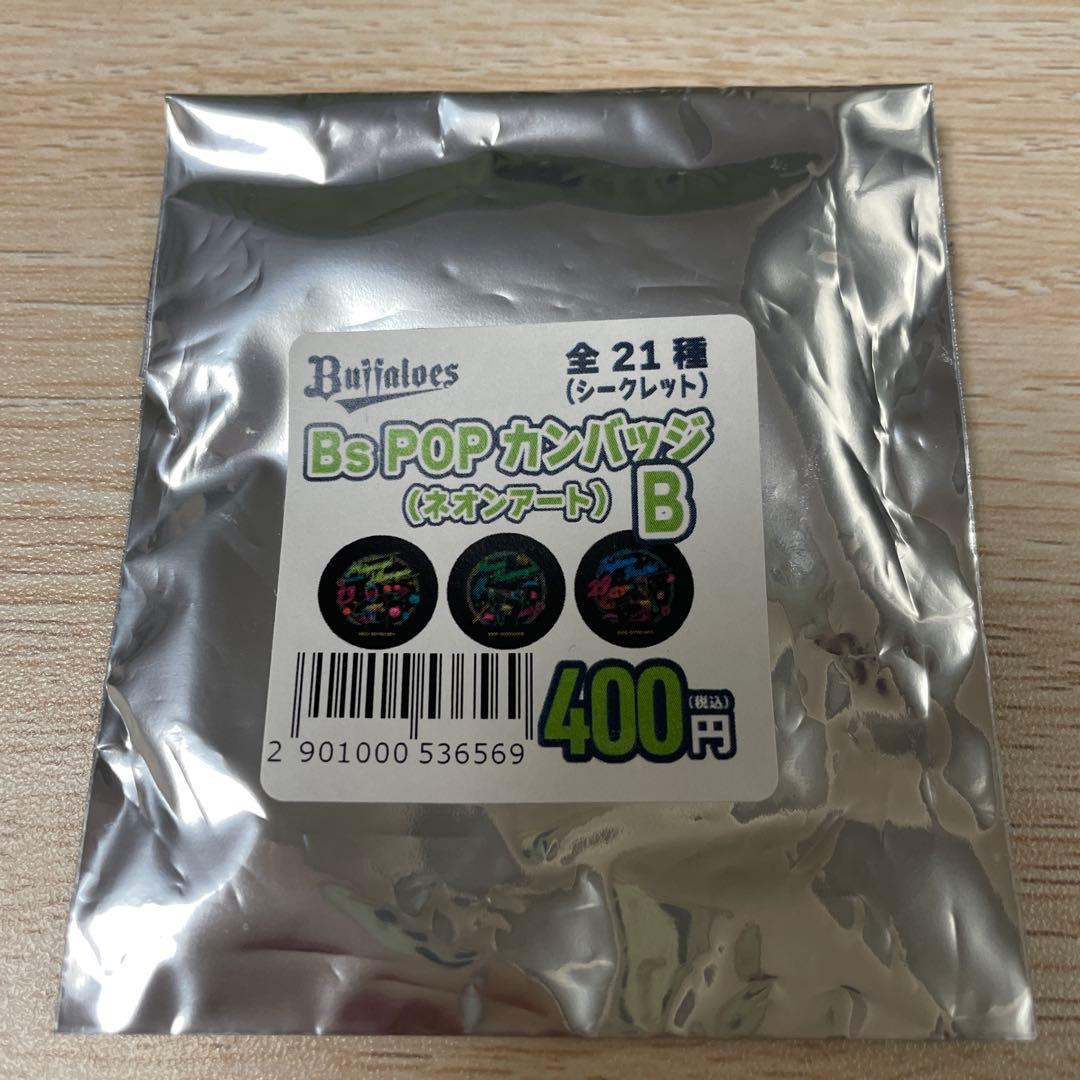 Buffaloes
全21種
(シークレット)
Bs POP カンバッジ
(ネオンアート) B
400円
(税込)
2 901000 536569